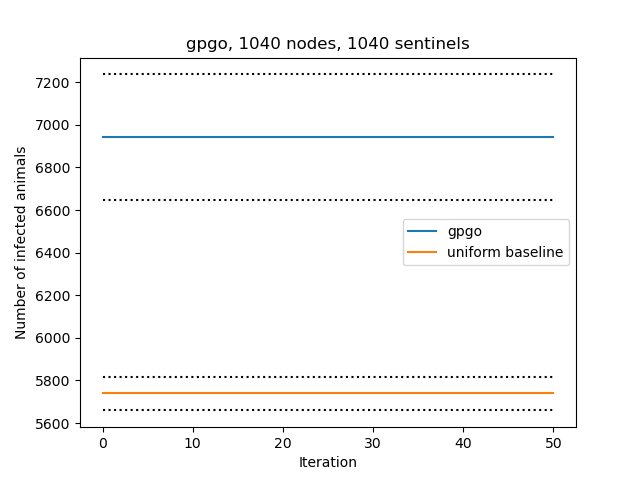 gpgo, 1040 nodes, 1040 sentinels
Number of infected animals
7200
7000
6800
6600
6400
6200
6000
5800
5600
gpgo
uniform baseline
0 10 20 30 40 50
Iteration